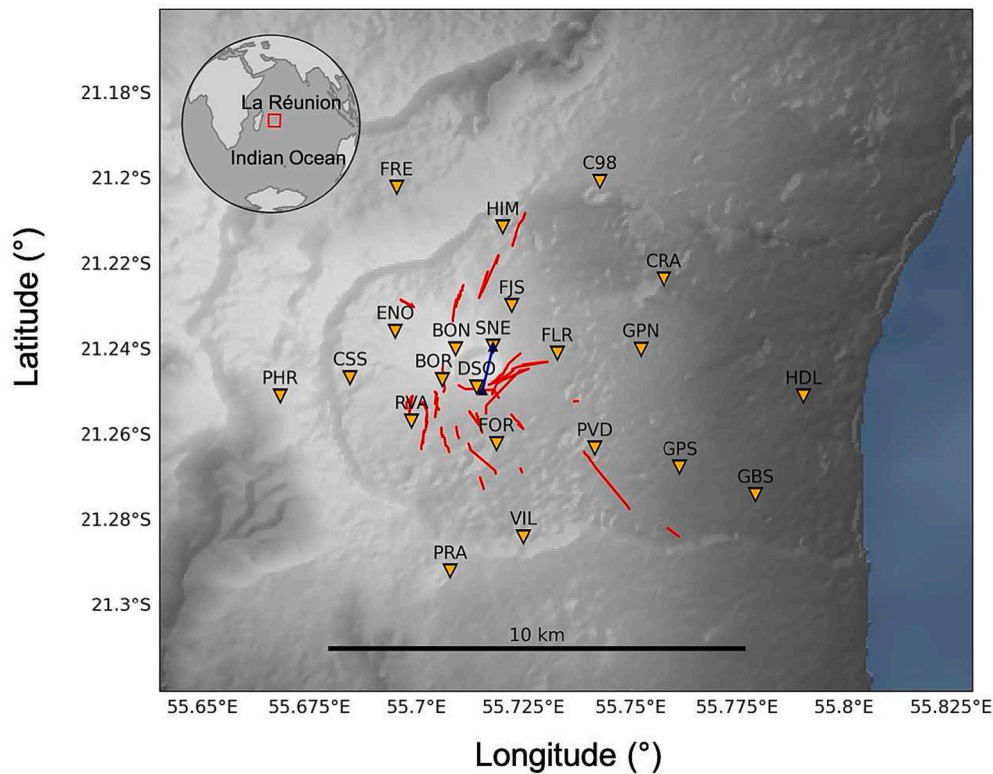 La Réunion
Indian Ocean
21.18°S
21.2°S
21.22°S
21.24°S
21.26°S
21.28°S
21.3°S
Latitude (°)
FRE
C98
HIM
CRA
FJS
ENO
BON
SNE
FLR
GPN
CSS
BOR
DSO
PHR
HDL
RVA
FOR
PVD
GPS
GBS
VIL
PRA
10 km
55.65°E
55.675°E
55.7°E
55.725°E
55.75°E
55.775°E
55.8°E
55.825°E
Longitude (°)